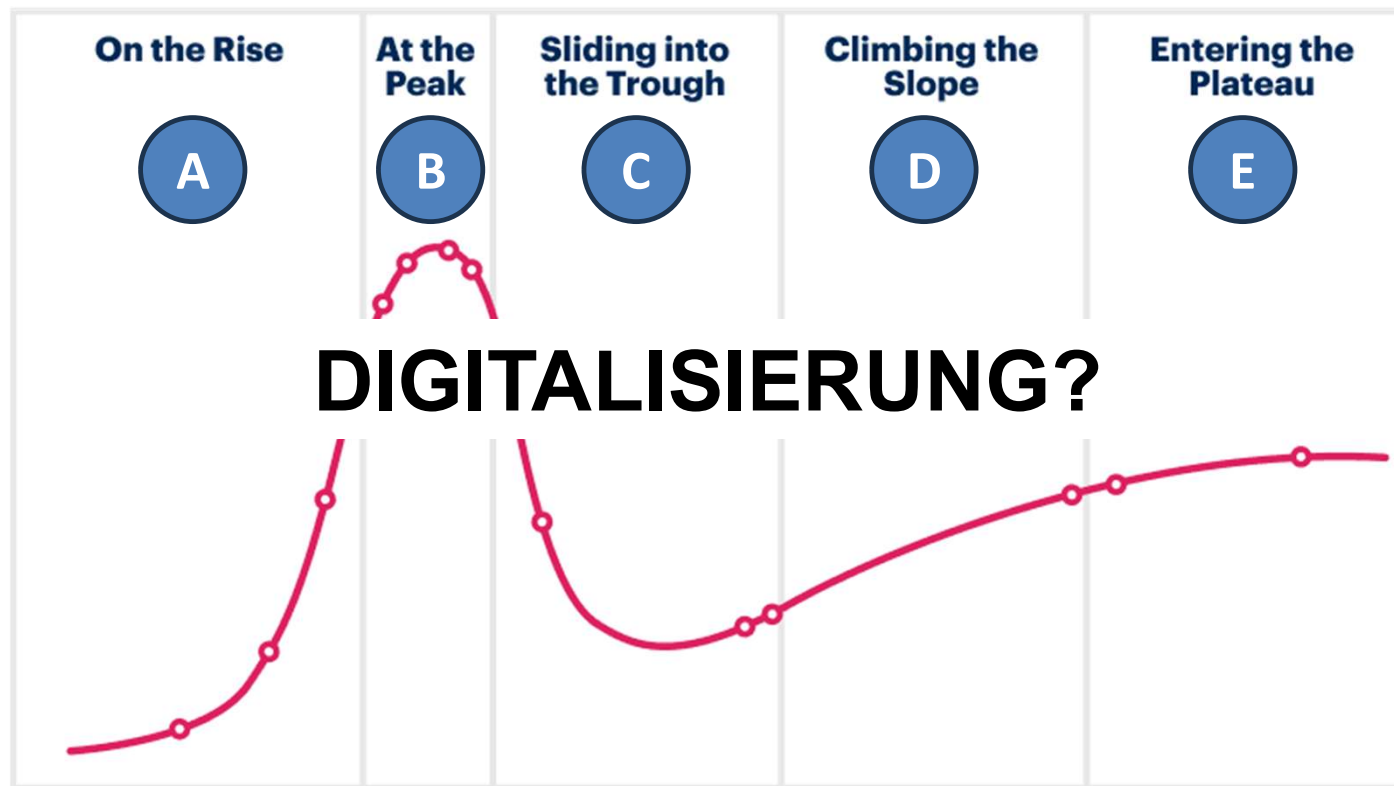 On the Rise
At the
Peak
Sliding into
the Trough
Climbing the
Slope
Entering the
Plateau
A
B
C
D
E
DIGITALISIERUNG?